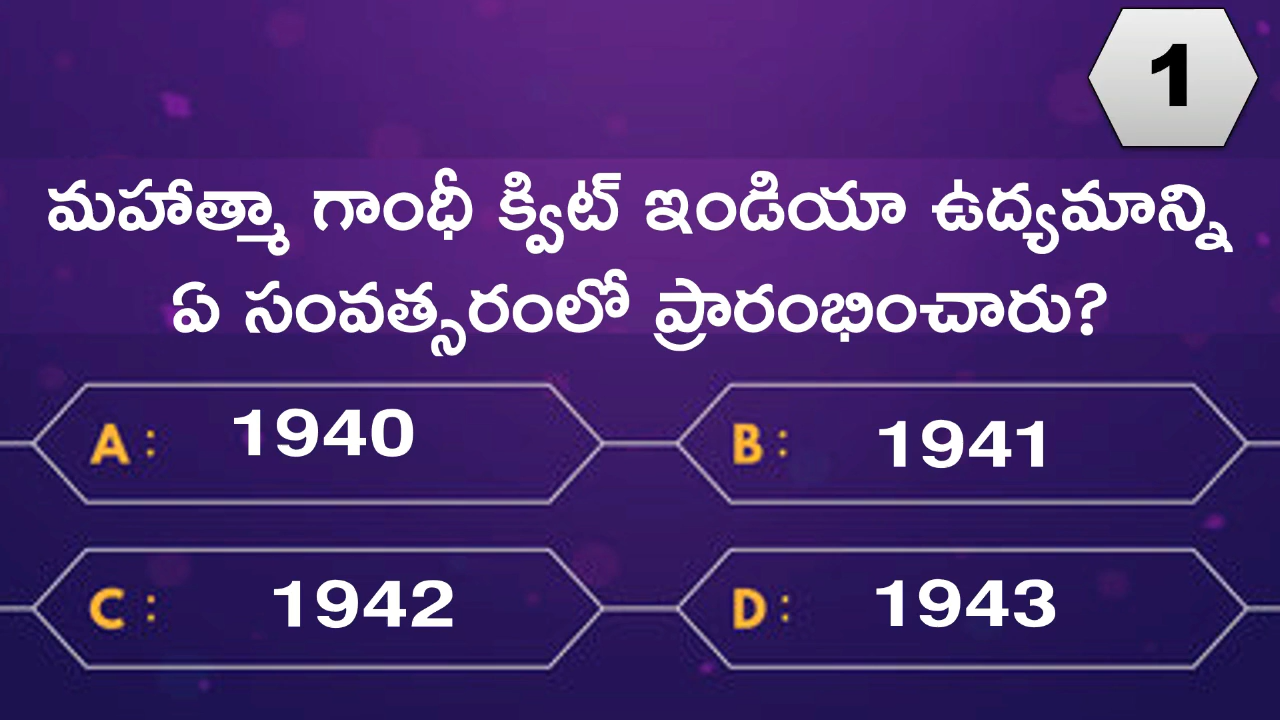 1
మహాత్మా గాంధీ క్విట్ ఇండియా ఉద్యమాన్ని
ఏ సంవత్సరంలో ప్రారంభించారు?
A : 1940
B : 1941
C : 1942
D : 1943